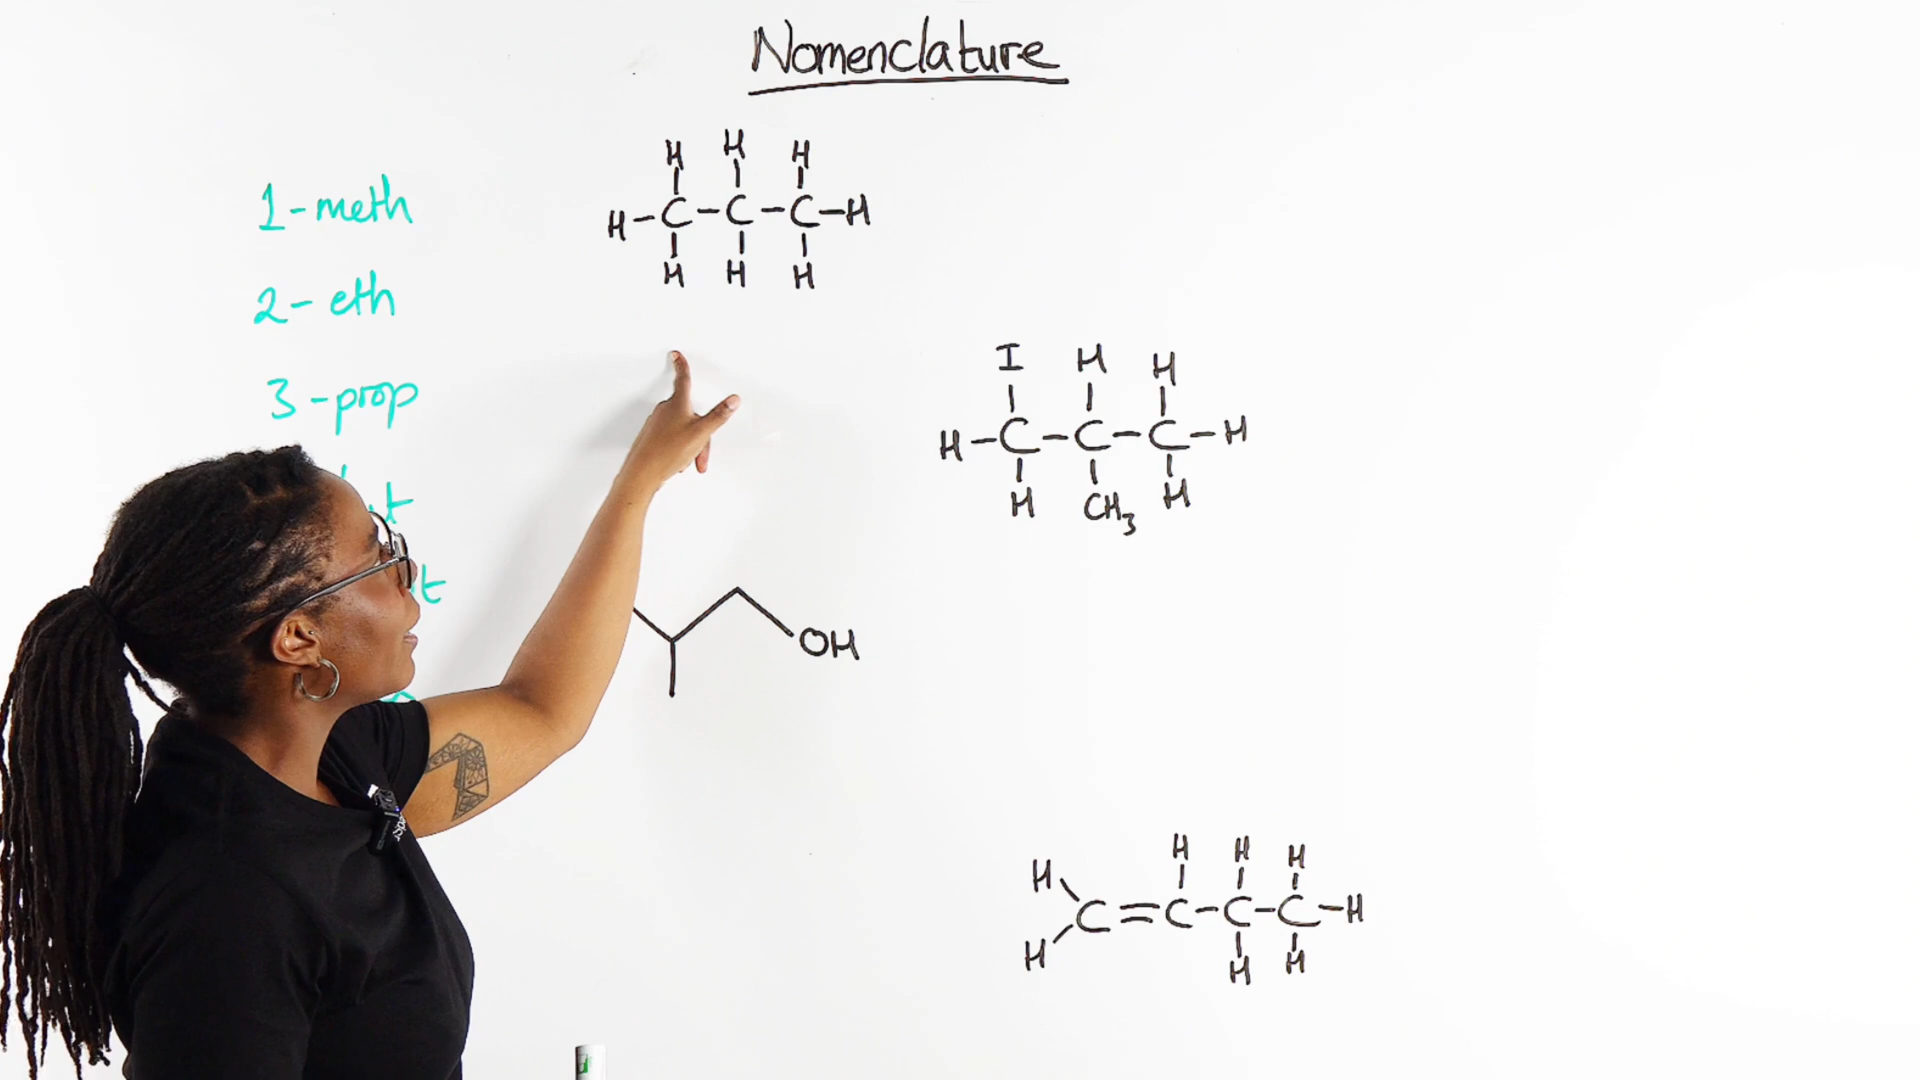 Nomenclature
1-meth
2- eth
3-prop
H H H
H-C-C-C-H
H H H
I H H
H-C-C-C-H
H CH₃ H
OH
H H H
H
C=C-C-C-H
H
H H